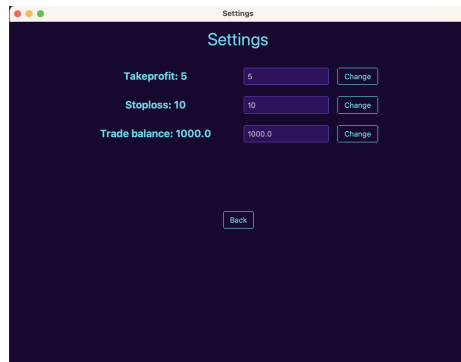 Settings
Settings
Takeprofit: 5 5 Change
Stoploss: 10 10 Change
Trade balance: 1000.0 1000.0 Change
Back